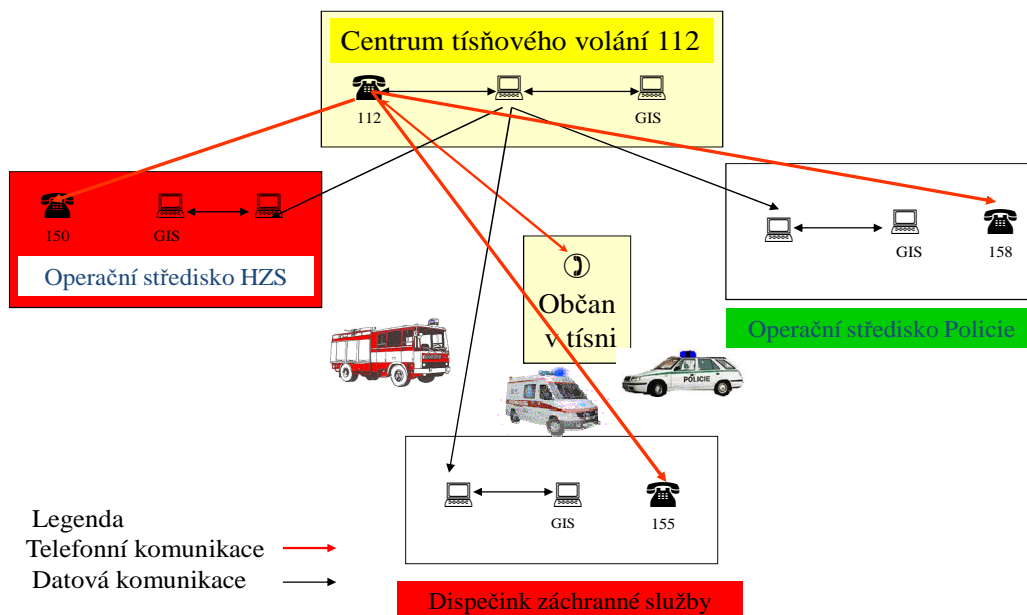 Centrum tísňového volání 112
112
GIS
150
GIS
Operační středisko HZS
GIS
158
Operační středisko Policie
Občan
v tísni
POLICIE
GIS
155
Dispečink záchranné služby
Legenda
Telefonní komunikace
Datová komunikace